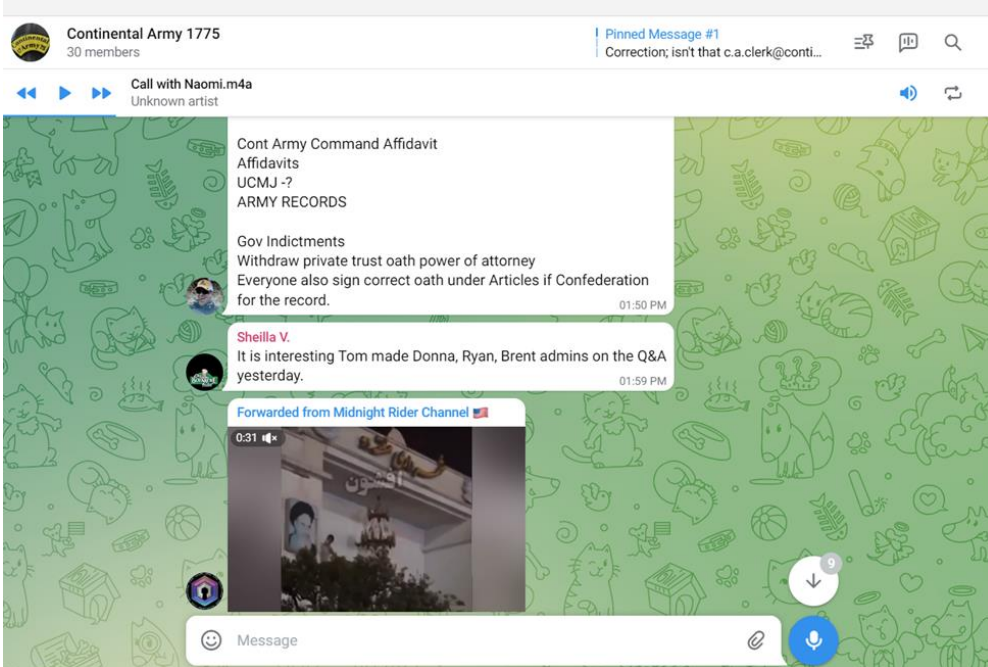 Continental Army 1775
30 members
Pinned Message #1
Correction; isn't that c.a.clerk@conti...
Call with Naomi.m4a
Unknown artist
Cont Army Command Affidavit
Affidavits
UCMJ -?
ARMY RECORDS
Gov Indictments
Withdraw private trust oath power of attorney
Everyone also sign correct oath under Articles if Confederation
for the record.
01:50 PM
Sheilla V.
It is interesting Tom made Donna, Ryan, Brent admins on the Q&A
yesterday.
01:59 PM
Forwarded from Midnight Rider Channel 🇺🇸
0:31
افشون
9
Message